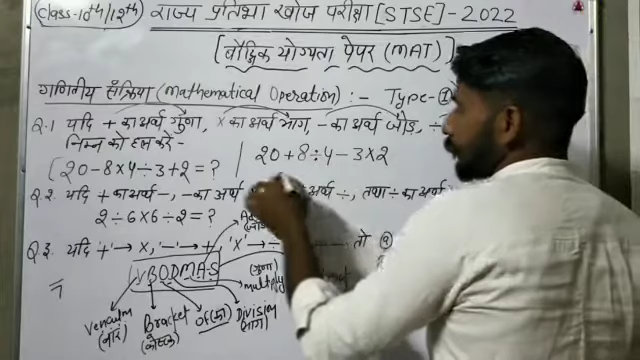 Class-10th/12th राज्य प्रतिभा खोज परीक्षा [STSE]-2022
[बौद्धिक योग्यता पेपर (MAT)]
गणितीय संक्रिया (Mathematical Operation) :- Type-①
Q.1 यदि + का अर्थ गुणा, × का अर्थ भाग, - का अर्थ जोड़, ÷
निम्न को हल करे-
20-8×4÷3+2=? | 20+8÷4-3×2
Q.2. यदि + का अर्थ -, - का अर्थ अर्थ ÷, तथा ÷ का अर्थ
2÷6×6÷2=?
Q.3. यदि '+' → ×, '-' → +, '×' → ÷ तो
VBODMAS
(गुणा)
multiply
(भाग)
Bracket
(कोष्ठक)
of (का)
Division
(भाग)